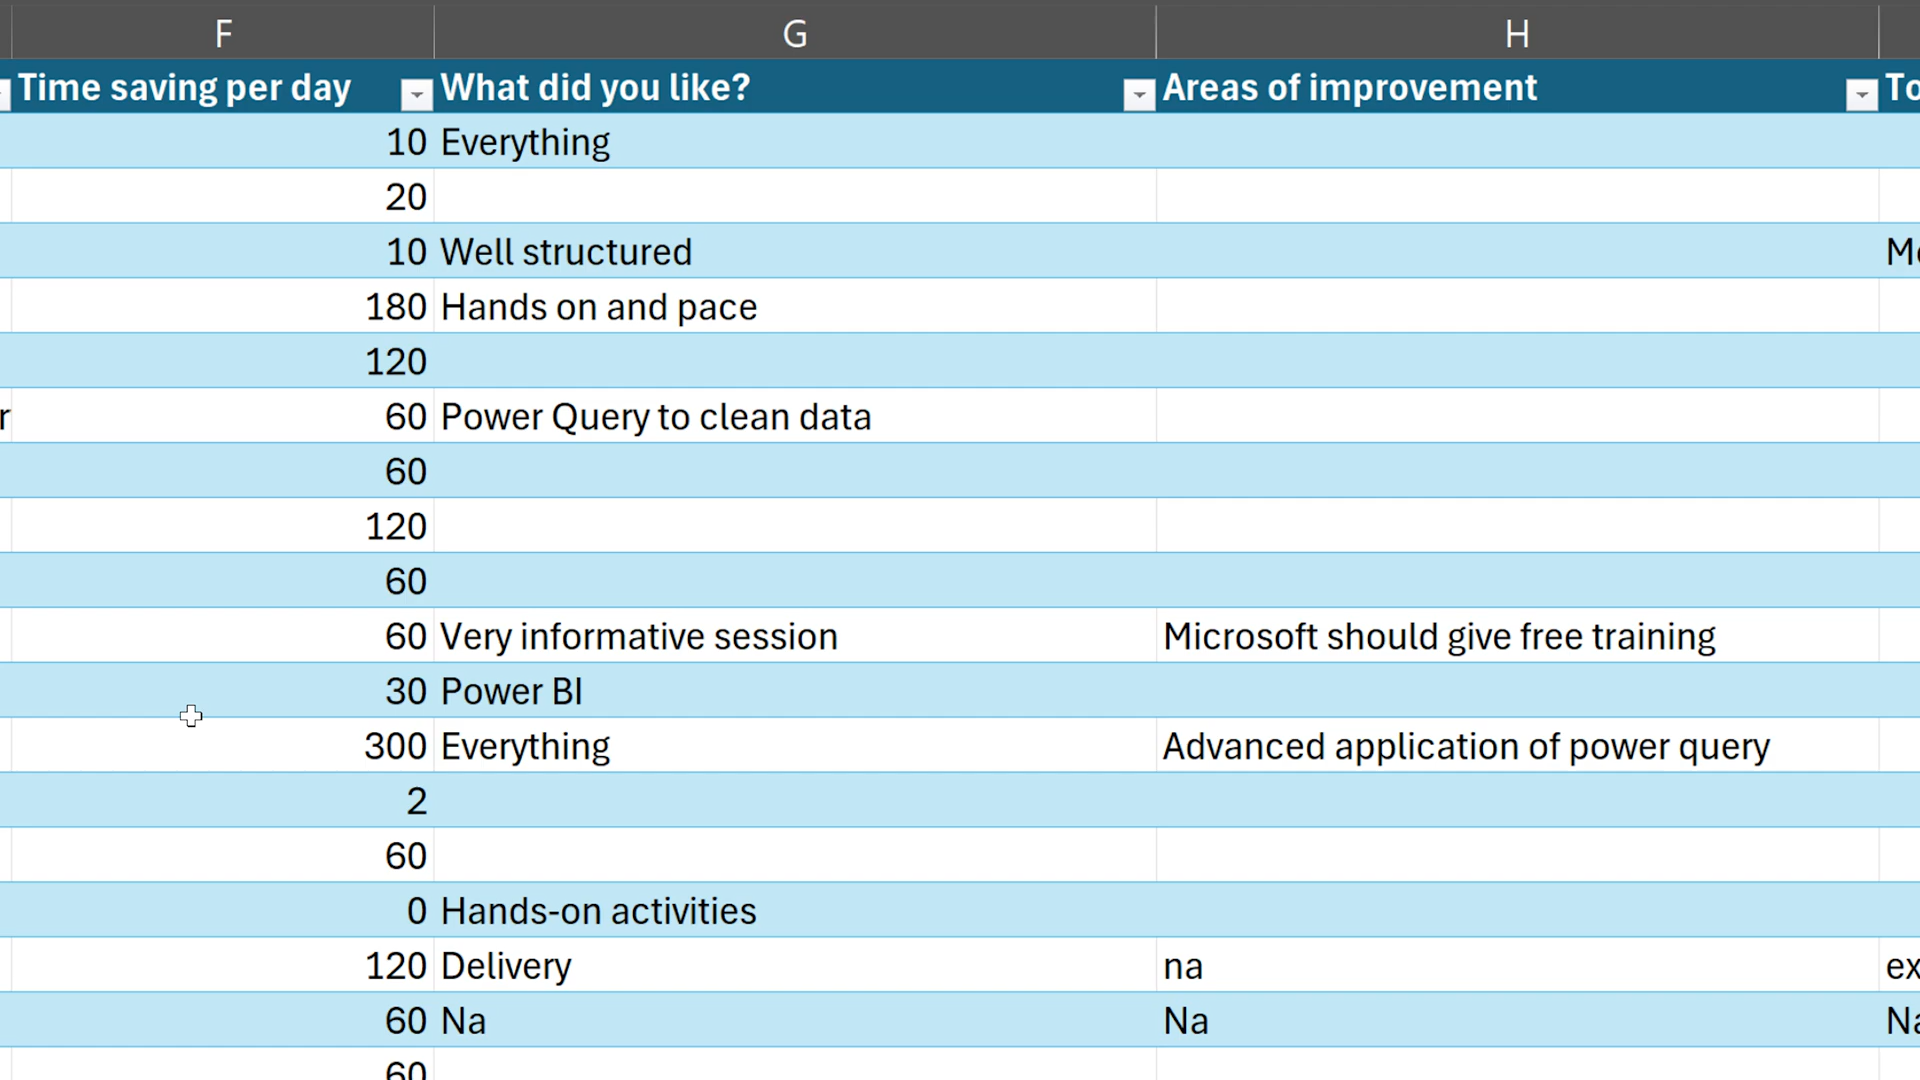 F G H
Time saving per day What did you like? Areas of improvement To
10 Everything
20
10 Well structured Mo
180 Hands on and pace
120
r 60 Power Query to clean data
60
120
60
60 Very informative session Microsoft should give free training
30 Power BI
300 Everything Advanced application of power query
2
60
0 Hands-on activities
120 Delivery na ex
60 Na Na Na
60